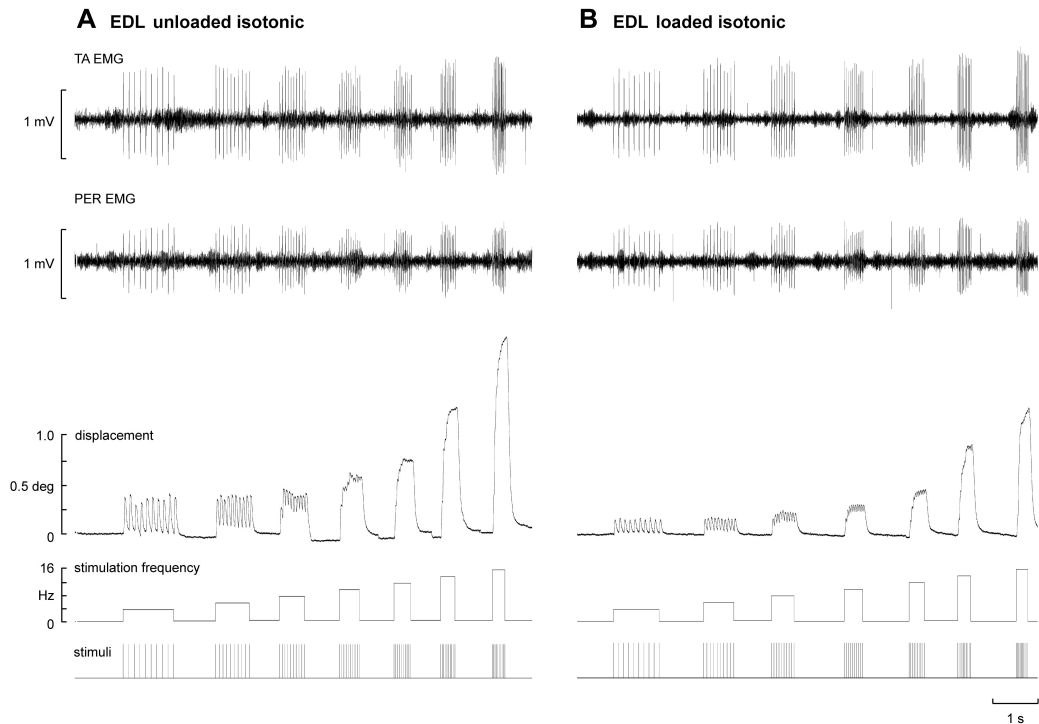 A EDL unloaded isotonic
B EDL loaded isotonic
TA EMG
1 mV
PER EMG
1 mV
1.0
displacement
0.5 deg
0
16
stimulation frequency
Hz
0
stimuli
1 s